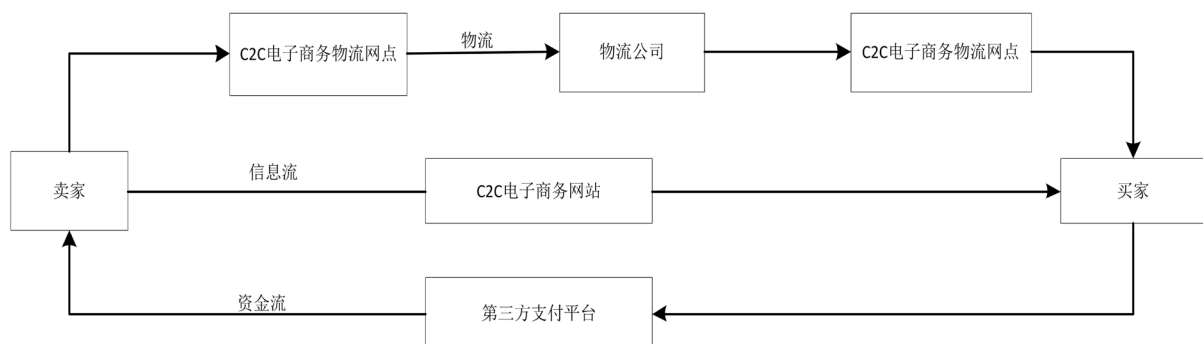 C2C电子商务物流网点
物流
物流公司
C2C电子商务物流网点
卖家
信息流
C2C电子商务网站
买家
资金流
第三方支付平台